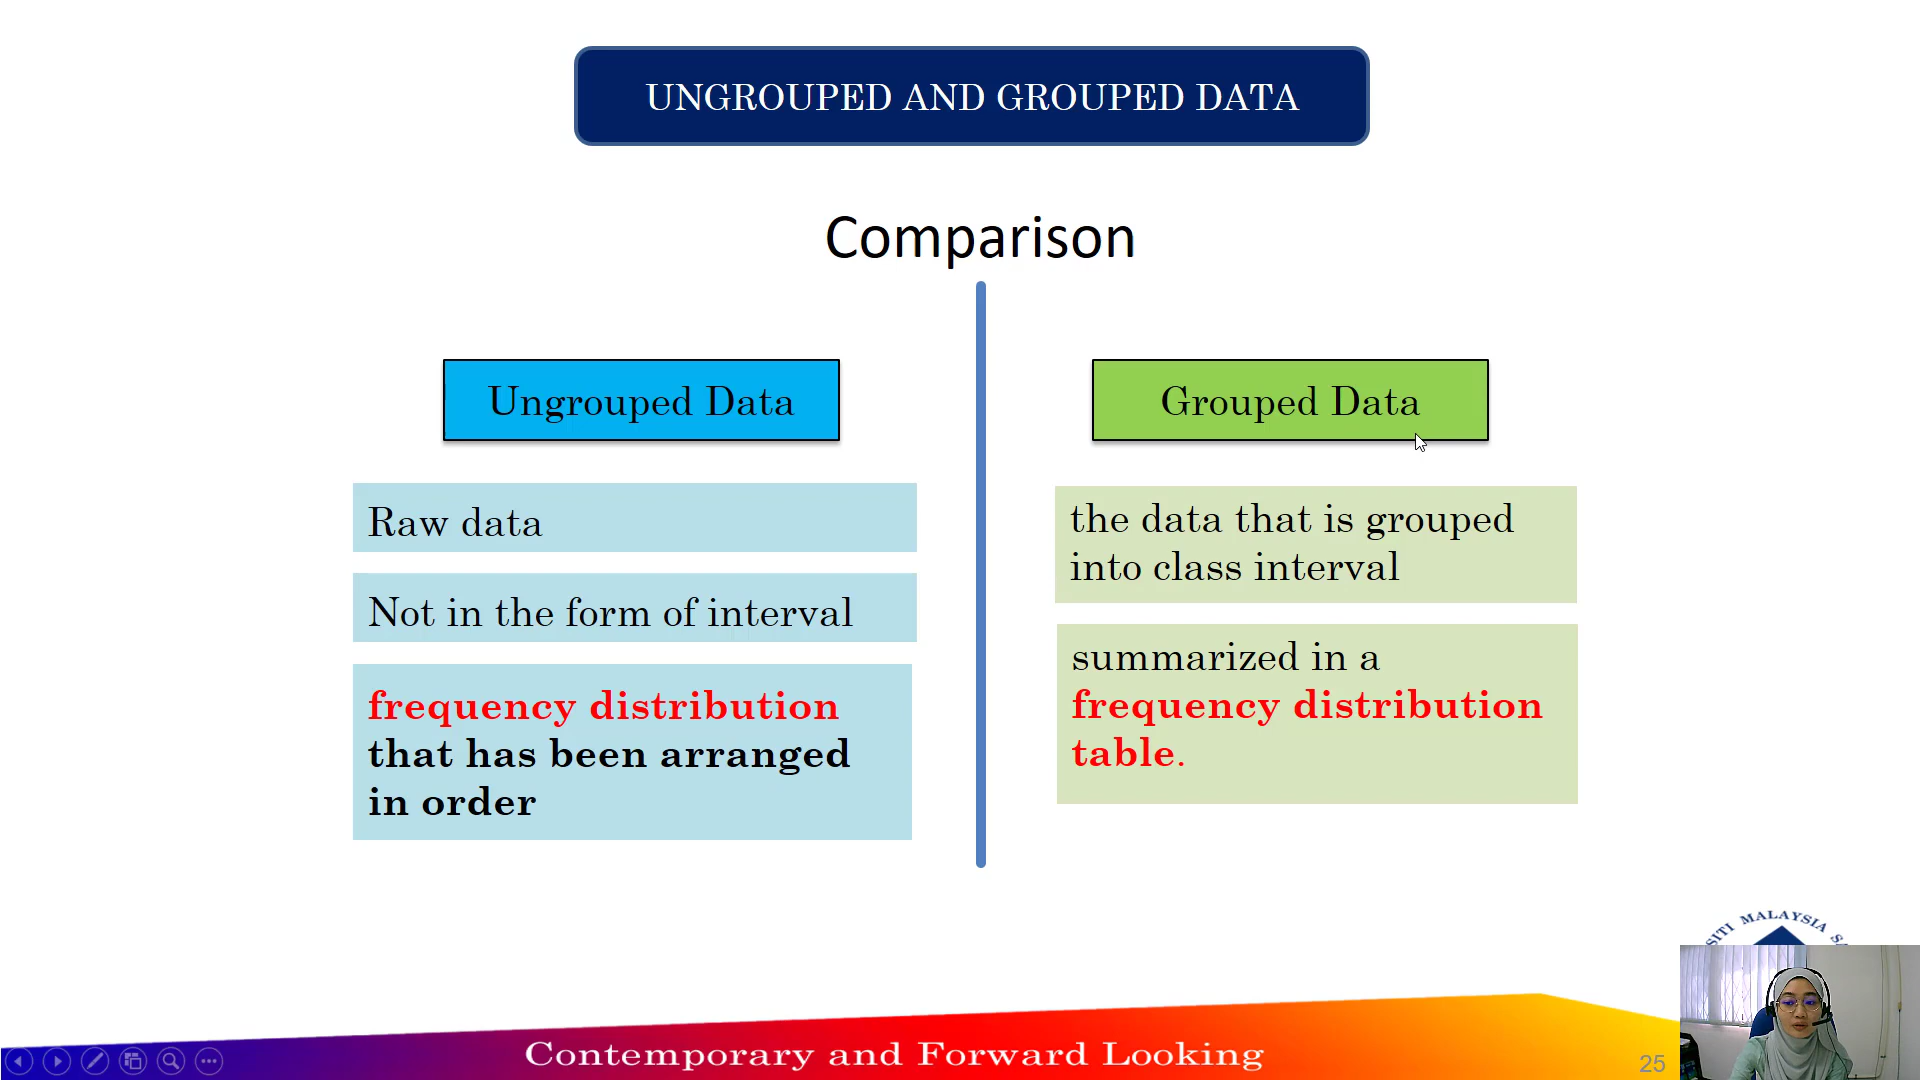 UNGROUPED AND GROUPED DATA
Comparison
Ungrouped Data
Raw data
Not in the form of interval
frequency distribution
that has been arranged
in order
Grouped Data
the data that is grouped
into class interval
summarized in a
frequency distribution
table.
MALAYSIA
Contemporary and Forward Looking
25